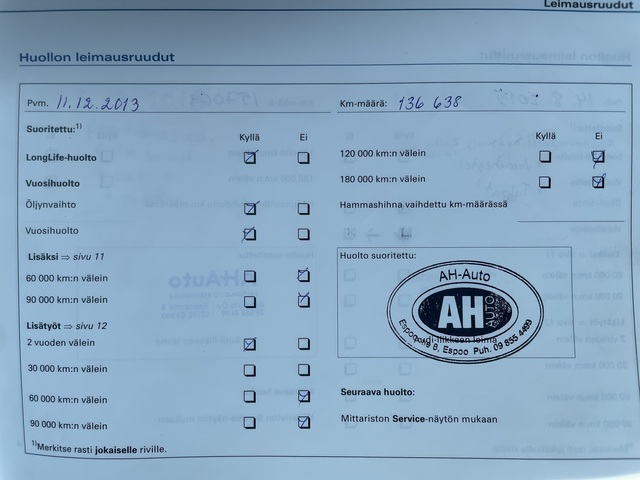 Leimausruudut
Huollon leimausruudut
Pvm. 11.12.2013
Km-määrä: 136 638
Suoritettu:1)
Kyllä Ei
LongLife-huolto
Vuosihuolto
Öljynvaihto
Vuosihuolto
Lisäksi ⇒ sivu 11
60 000 km:n välein
90 000 km:n välein
Lisätyöt ⇒ sivu 12
2 vuoden välein
30 000 km:n välein
60 000 km:n välein
90 000 km:n välein
1)Merkitse rasti jokaiselle riville.
Kyllä Ei
120 000 km:n välein
180 000 km:n välein
Hammashihna vaihdettu km-määrässä
Huolto suoritettu:
AH-Auto
AH AUTO
Audi-liikkeen leima
Espoo Puh. 09 855 4499
Seuraava huolto:
Mittariston Service-näytön mukaan